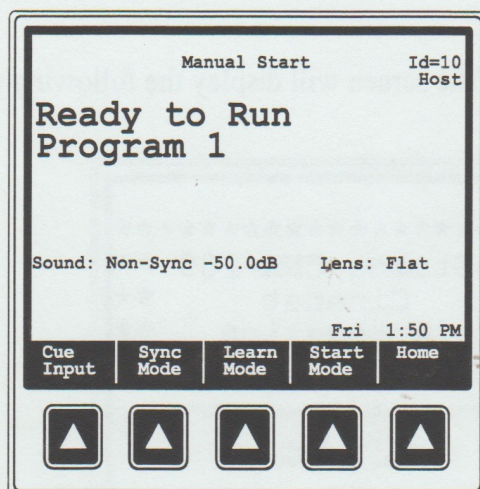 Manual Start Id=10
Host
Ready to Run
Program 1
Sound: Non-Sync -50.0dB Lens: Flat
Fri 1:50 PM
Cue Input
Sync Mode
Learn Mode
Start Mode
Home